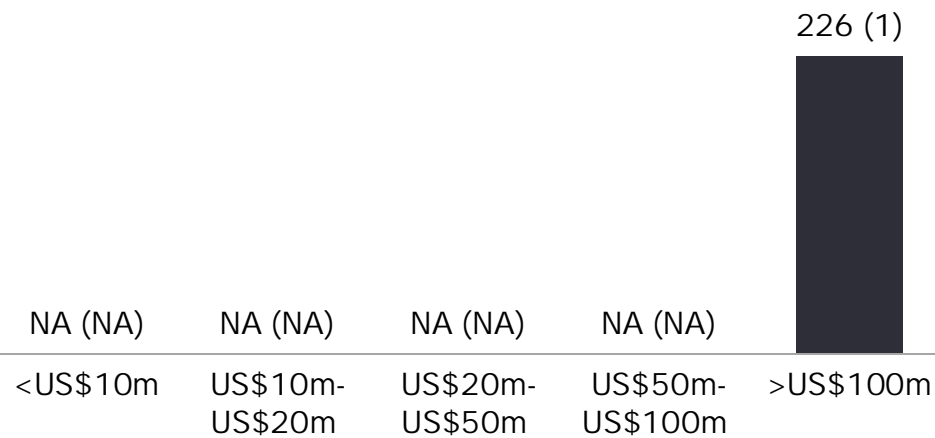 226 (1)
NA (NA) NA (NA) NA (NA) NA (NA)
<US$10m US$10m- US$20m- US$50m- >US$100m
US$20m US$50m US$100m